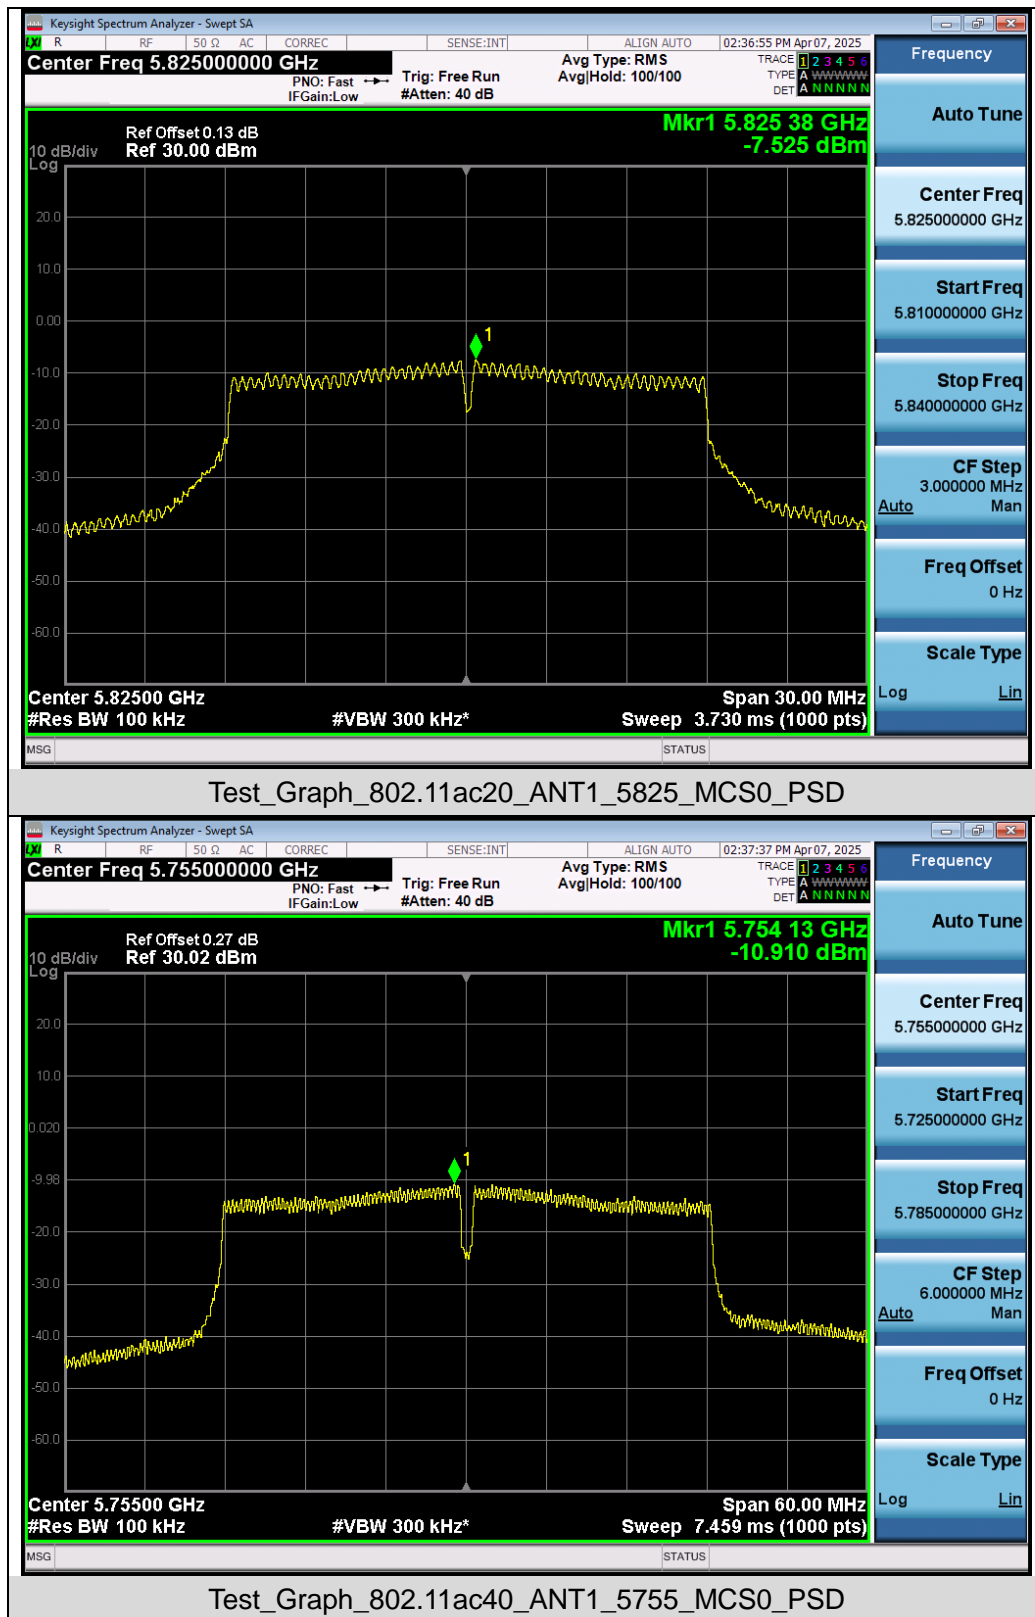 Keysight Spectrum Analyzer - Swept SA
LXI R RF 50 Ω AC CORREC SENSE:INT ALIGN AUTO 02:36:55 PM Apr 07, 2025
Center Freq 5.825000000 GHz
PNO: Fast
IFGain:Low
Trig: Free Run
#Atten: 40 dB
Avg Type: RMS
Avg|Hold: 100/100
TRACE 1 2 3 4 5 6
TYPE A WWWWW
DET A N N N N N
Frequency
Mkr1 5.825 38 GHz
-7.525 dBm
Ref Offset 0.13 dB
10 dB/div Ref 30.00 dBm
Log
20.0
10.0
0.00
-10.0
-20.0
-30.0
-40.0
-50.0
-60.0
1
Center 5.82500 GHz
Span 30.00 MHz
#Res BW 100 kHz
#VBW 300 kHz*
Sweep 3.730 ms (1000 pts)
MSG
STATUS
Auto Tune
Center Freq
5.825000000 GHz
Start Freq
5.810000000 GHz
Stop Freq
5.840000000 GHz
CF Step
3.000000 MHz
Auto Man
Freq Offset
0 Hz
Scale Type
Log Lin
Test_Graph_802.11ac20_ANT1_5825_MCS0_PSD
Keysight Spectrum Analyzer - Swept SA
LXI R RF 50 Ω AC CORREC SENSE:INT ALIGN AUTO 02:37:37 PM Apr 07, 2025
Center Freq 5.755000000 GHz
PNO: Fast
IFGain:Low
Trig: Free Run
#Atten: 40 dB
Avg Type: RMS
Avg|Hold: 100/100
TRACE 1 2 3 4 5 6
TYPE A WWWWW
DET A N N N N N
Frequency
Mkr1 5.754 13 GHz
-10.910 dBm
Ref Offset 0.27 dB
10 dB/div Ref 30.02 dBm
Log
20.0
10.0
0.020
-9.98
-20.0
-30.0
-40.0
-50.0
-60.0
1
Center 5.75500 GHz
Span 60.00 MHz
#Res BW 100 kHz
#VBW 300 kHz*
Sweep 7.459 ms (1000 pts)
MSG
STATUS
Auto Tune
Center Freq
5.755000000 GHz
Start Freq
5.725000000 GHz
Stop Freq
5.785000000 GHz
CF Step
6.000000 MHz
Auto Man
Freq Offset
0 Hz
Scale Type
Log Lin
Test_Graph_802.11ac40_ANT1_5755_MCS0_PSD